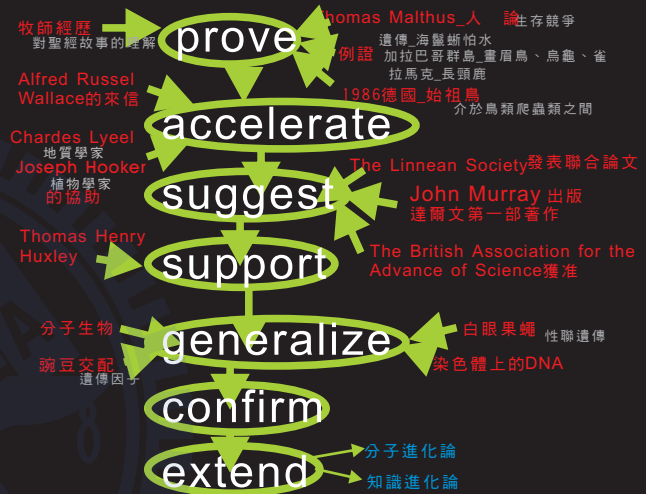 牧師經歷
對聖經故事的理解
prove
Thomas Malthus_人
論
生存競爭
遺傳_海鬣蜥怕水
例證
加拉巴哥群島_畫眉鳥、烏龜、雀
拉馬克_長頸鹿
1986德國_始祖鳥
介於鳥類爬蟲類之間
Alfred Russel
Wallace的來信
accelerate
Chardes Lyeel
地質學家
Joseph Hooker
植物學家
的協助
suggest
The Linnean Society發表聯合論文
John Murray 出版
達爾文第一部著作
Thomas Henry
Huxley
support
The British Association for the
Advance of Science獲准
分子生物
豌豆交配
遺傳因子
generalize
白眼果蠅
性聯遺傳
染色體上的DNA
confirm
extend
分子進化論
知識進化論